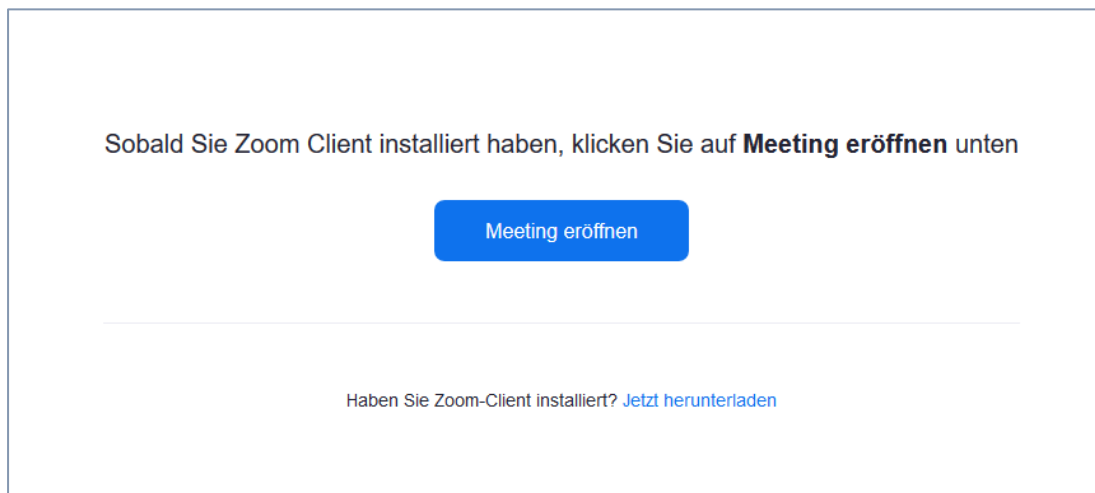 Sobald Sie Zoom Client installiert haben, klicken Sie auf Meeting eröffnen unten
Meeting eröffnen
Haben Sie Zoom-Client installiert? Jetzt herunterladen